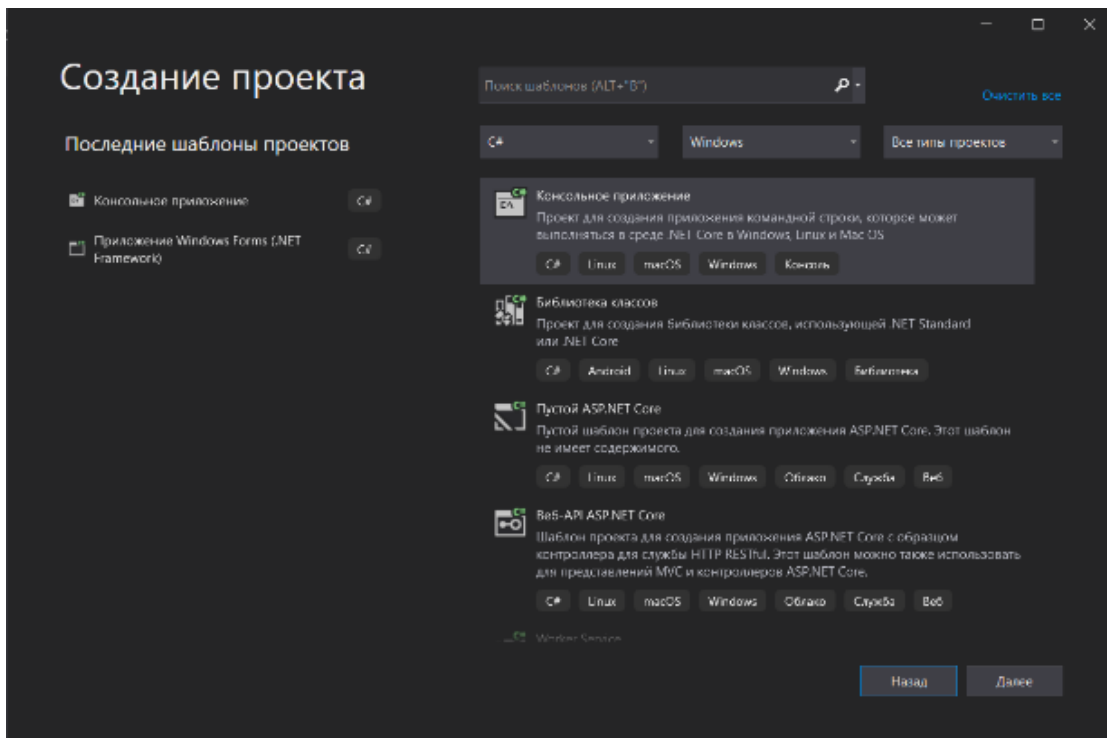 Создание проекта
Поиск шаблонов (ALT+"В")
Очистить все
Последние шаблоны проектов
C#
Windows
Все типы проектов
Консольное приложение
C#
Приложение Windows Forms (.NET
Framework)
C#
Консольное приложение
Проект для создания приложения командной строки, которое может
выполняться в среде .NET Core в Windows, Linux и Mac OS
C# Linux macOS Windows Консоль
Библиотека классов
Проект для создания библиотеки классов, использующей .NET Standard
или .NET Core
C# Android Linux macOS Windows Библиотека
Пустой ASP.NET Core
Пустой шаблон проекта для создания приложения ASP.NET Core. Этот шаблон
не имеет содержимого.
C# Linux macOS Windows Облако Служба Веб
Веб-API ASP.NET Core
Шаблон проекта для создания приложения ASP.NET Core с образцом
контроллера для службы HTTP RESTful. Этот шаблон можно также использовать
для представлений MVC и контроллеров ASP.NET Core.
C# Linux macOS Windows Облако Служба Веб
Worker Service
Назад
Далее